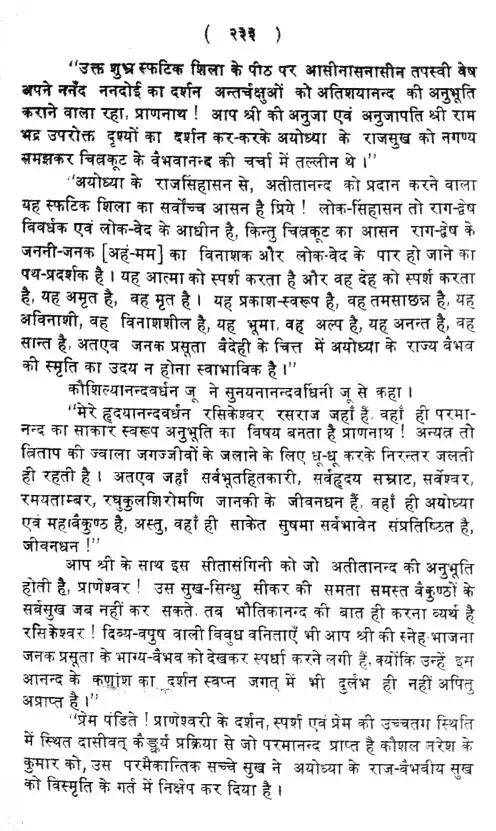 ( २३३ )
“उक्त शुभ्र स्फटिक शिला के पीठ पर आसीनासनासीन तपस्वी वेष
अपने ननँद ननदोई का दर्शन अन्तर्चक्षुओं को अतिशयानन्द की अनुभूति
कराने वाला रहा, प्राणनाथ ! आप श्री की अनुजा एवं अनुजापति श्री राम
भद्र उपरोक्त दृश्यों का दर्शन कर-करके अयोध्या के राजसुख को नगण्य
समझकर चित्रकूट के वैभवानन्द की चर्चा में तल्लीन थे ।”
“अयोध्या के राजसिंहासन से, अतीतानन्द को प्रदान करने वाला
यह स्फटिक शिला का सर्वोच्च आसन है प्रिये ! लोक-सिंहासन तो राग-द्वेष
विवर्धक एवं लोक-वेद के आधीन है, किन्तु चित्रकूट का आसन राग-द्वेष के
जननी-जनक [अहं-मम] का विनाशक और लोक-वेद के पार हो जाने का
पथ-प्रदर्शक है । यह आत्मा को स्पर्श करता है और वह देह को स्पर्श करता
है, यह अमृत है, वह मृत है । यह प्रकाश-स्वरूप है, वह तमसाछन्न है, यह
अविनाशी, वह विनाशशील है, यह भूमा, वह अल्प है, यह अनन्त है, वह
सान्त है, अतएव जनक प्रसूता वैदेही के चित्त में अयोध्या के राज्य वैभव
की स्मृति का उदय न होना स्वाभाविक है ।”
कौशिल्यानन्दवर्धन जू ने सुनयनानन्दवर्धिनी जू से कहा ।
“मेरे हृदयानन्दवर्धन रसिकेश्वर रसराज जहाँ हैं, वहाँ ही परमा-
नन्द का साकार स्वरूप अनुभूति का विषय बनता है प्राणनाथ ! अन्यत्र तो
त्रिताप की ज्वाला जगज्जीवों के जलाने के लिए धू-धू करके निरन्तर जलती
ही रहती है । अतएव जहाँ सर्वभूतहितकारी, सर्वहृदय सम्राट, सर्वेश्वर,
रमयताम्बर, रघुकुलशिरोमणि जानकी के जीवनधन हैं, वहाँ ही अयोध्या
एवं महावैकुण्ठ है, अस्तु, वहाँ ही साकेत सुषमा सर्वभावेन संप्रतिष्ठित है,
जीवनधन !”
आप श्री के साथ इस सीतासंगिनी को जो अतीतानन्द की अनुभूति
होती है, प्राणेश्वर ! उस सुख-सिन्धु सीकर की समता समस्त वैकुण्ठों के
सर्वसुख जब नहीं कर सकते, तब भौतिकानन्द की बात ही करना व्यर्थ है
रसिकेश्वर ! दिव्य-वपुष वाली विवुध वनिताएँ भी आप श्री की स्नेह-भाजना
जनक प्रसूता के भाग्य-वैभव को देखकर स्पर्धा करने लगी हैं, क्योंकि उन्हें इस
आनन्द के कणांश का दर्शन स्वप्न जगत् में भी दुर्लभ ही नहीं अपितु
अप्राप्त है ।”
“प्रेम पंडिते ! प्राणेश्वरी के दर्शन, स्पर्श एवं प्रेम की उच्चतम स्थिति
में स्थित दासीवत् कैङ्कर्य प्रक्रिया से जो परमानन्द प्राप्त है कौशल नरेश के
कुमार को, उस परमैकान्तिक सच्चे सुख ने अयोध्या के राज-वैभवीय सुख
को विस्मृति के गर्त में निक्षेप कर दिया है ।